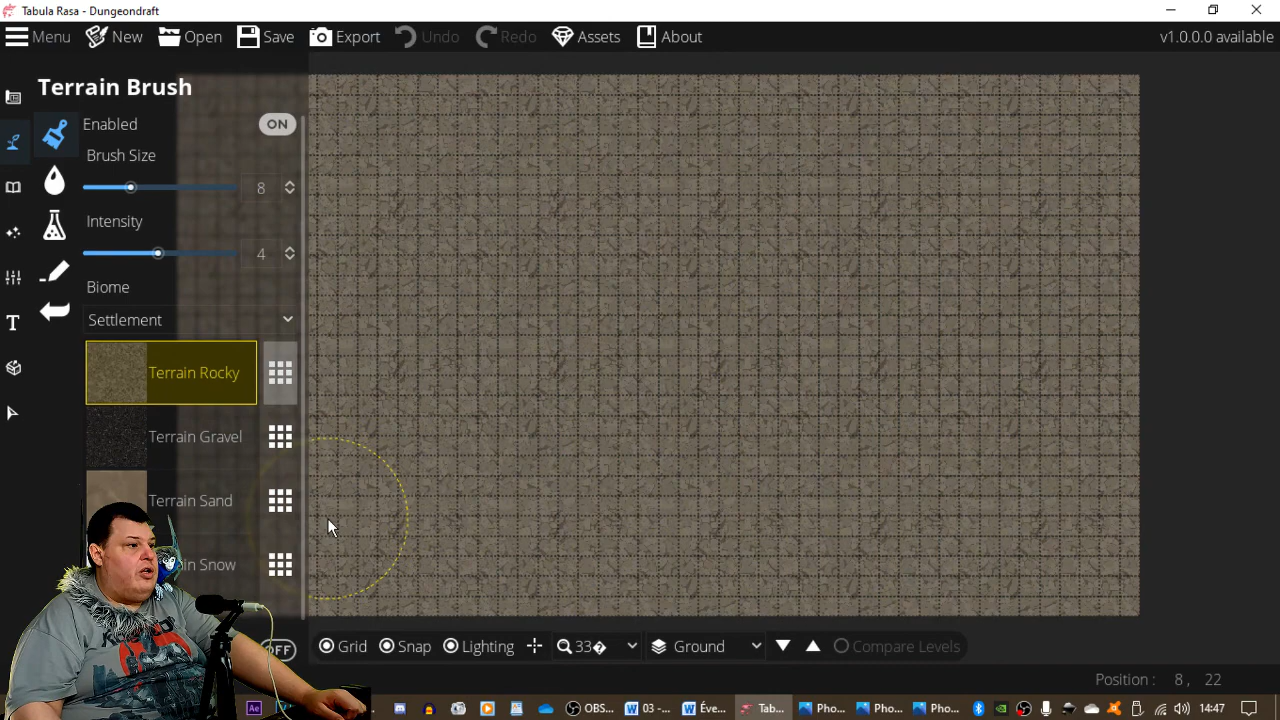 Tabula Rasa - Dungeondraft
Menu New Open Save Export Undo Redo Assets About v1.0.0.0 available
Terrain Brush
Enabled ON
Brush Size
8
Intensity
4
Biome
Settlement
Terrain Rocky
Terrain Gravel
Terrain Sand
in Snow
OFF Grid Snap Lighting 33� Ground Compare Levels
Position : 8 , 22
Ae OBS... 03 -... Éve... Tab... Pho... Pho... Pho... 14:47